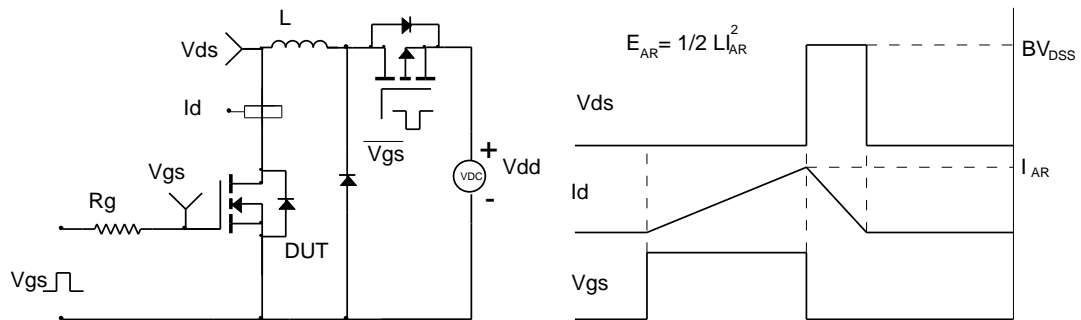 L
Vds
Id
Vgs
Vgs
+
VDC
Vdd
-
Rg
Vgs
DUT
E_AR = 1/2 LI_AR^2
BV_DSS
Vds
I_AR
Id
Vgs